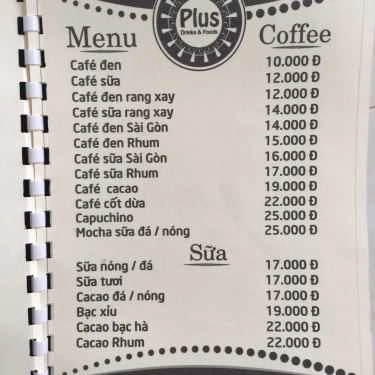 Plus
Drinks & Foods
Menu Coffee
Café đen 10.000 Đ
Café sữa 12.000 Đ
Café đen rang xay 12.000 Đ
Café sữa rang xay 14.000 Đ
Café đen Sài Gòn 14.000 Đ
Café đen Rhum 15.000 Đ
Café sữa Sài Gòn 16.000 Đ
Café sữa Rhum 17.000 Đ
Café cacao 19.000 Đ
Café cốt dừa 22.000 Đ
Capuchino 25.000 Đ
Mocha sữa đá / nóng 25.000 Đ
Sữa
Sữa nóng / đá 17.000 Đ
Sữa tươi 17.000 Đ
Cacao đá / nóng 17.000 Đ
Bạc xỉu 19.000 Đ
Cacao bạc hà 22.000 Đ
Cacao Rhum 22.000 Đ